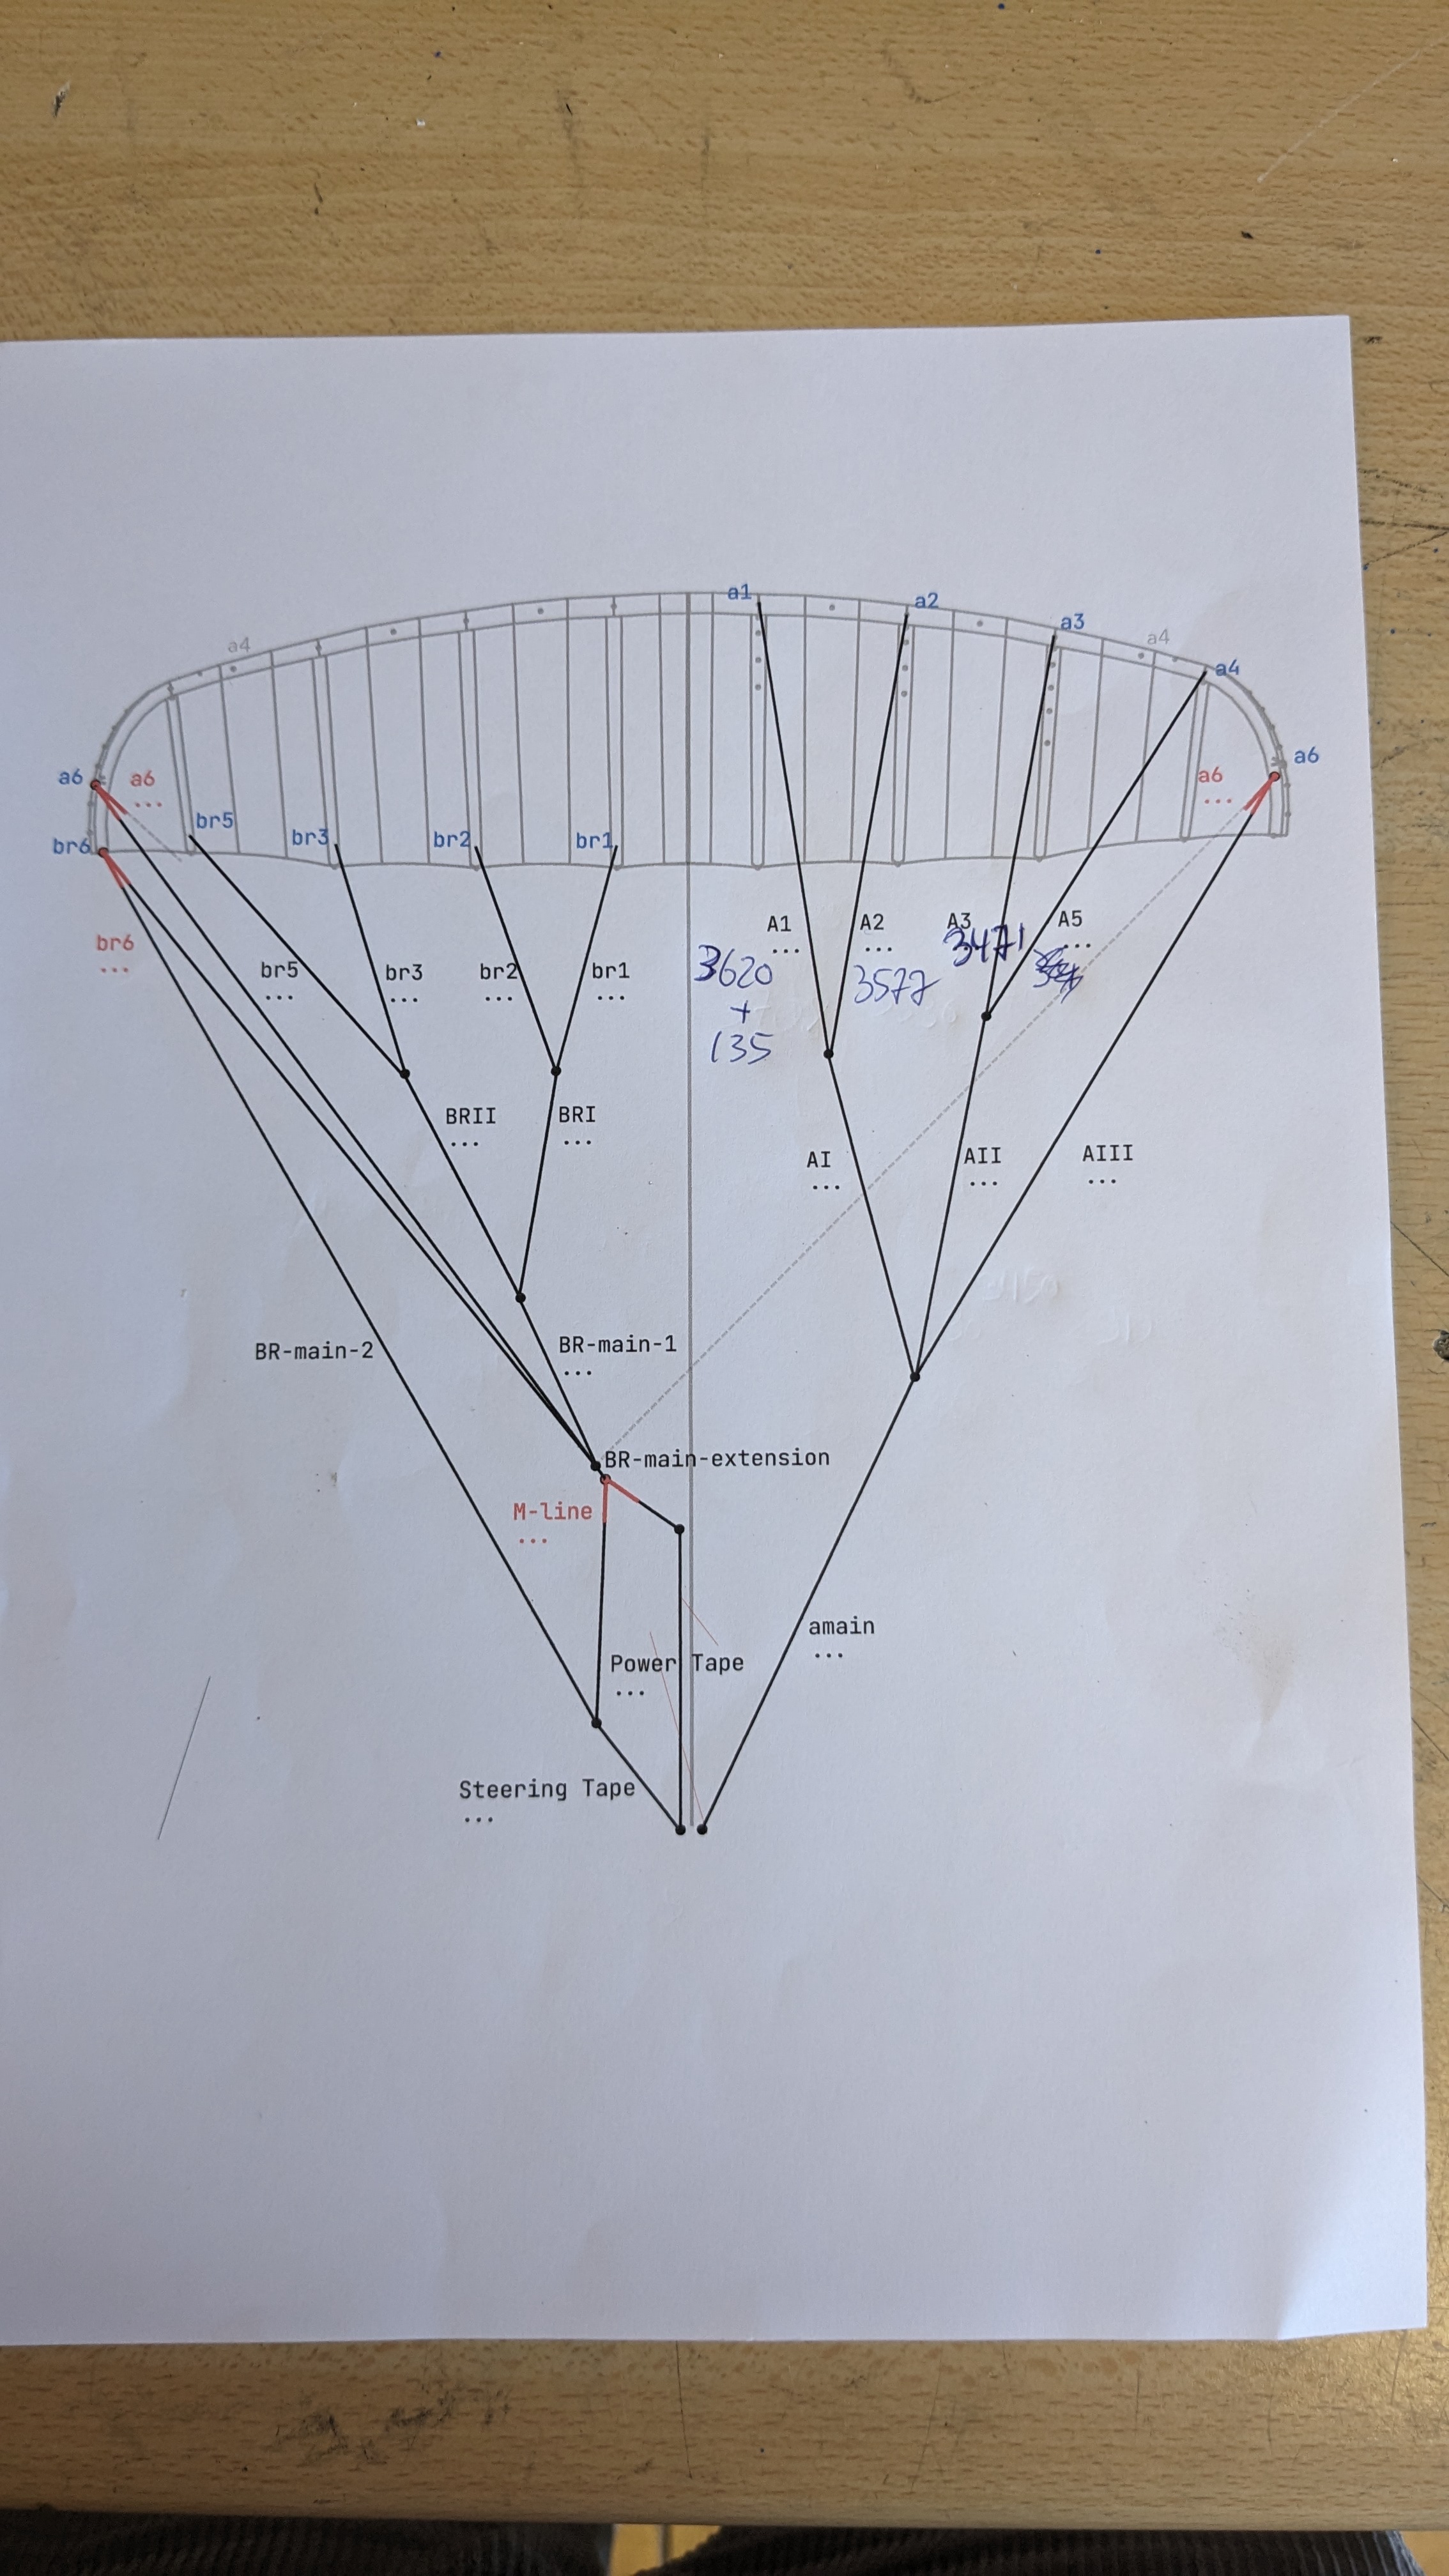 a1
a2
a3
a4
a4
a4
a6
a6
a6
a6
br5
br3
br2
br1
br6
A1
...
A2
...
A3
3471
A5
...
br6
...
br5
...
br3
...
br2
...
br1
...
3620
+
135
3577
BRII
...
BRI
...
AI
...
AII
...
AIII
...
BR-main-2
BR-main-1
...
BR-main-extension
M-line
...
amain
...
Power Tape
...
Steering Tape
...